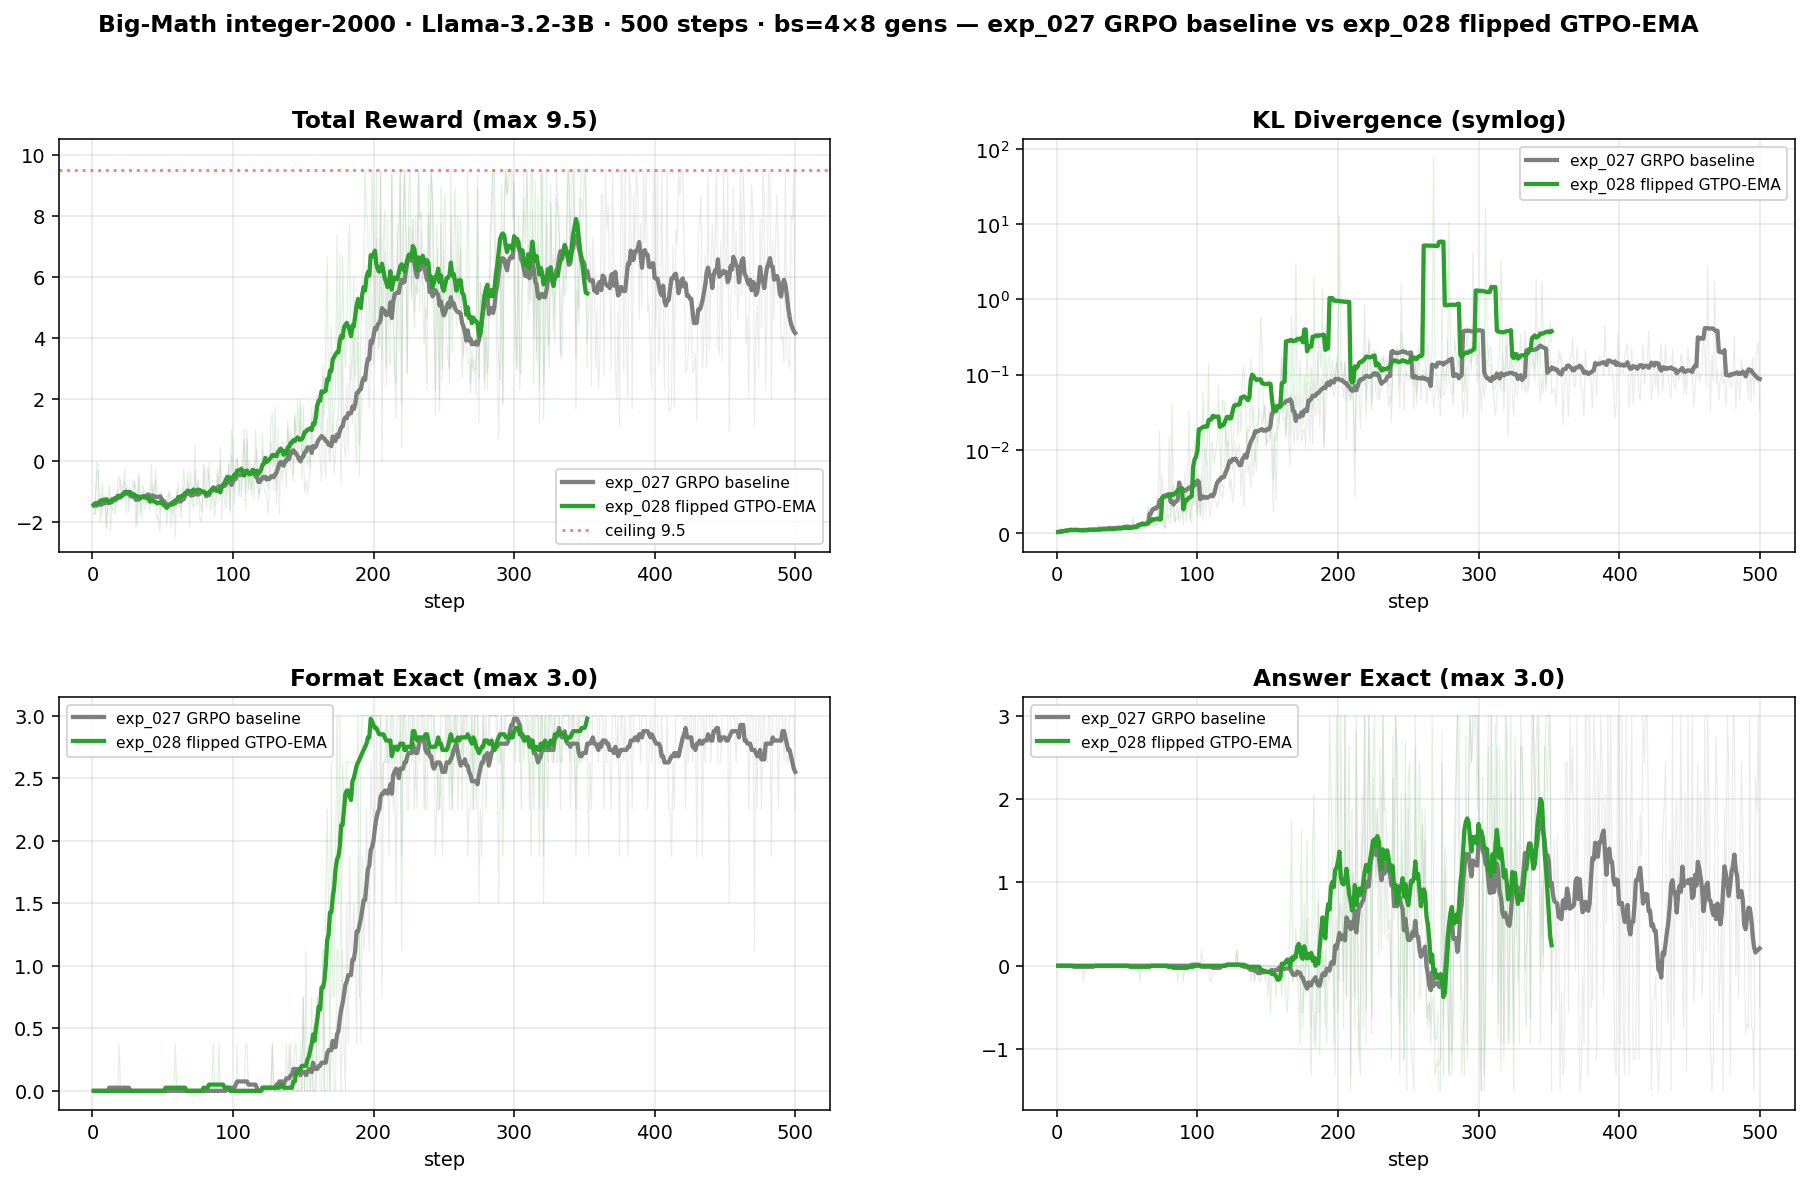 Big-Math integer-2000 · Llama-3.2-3B · 500 steps · bs=4×8 gens — exp_027 GRPO baseline vs exp_028 flipped GTPO-EMA
Total Reward (max 9.5)
10
8
6
4
2
0
−2
exp_027 GRPO baseline
exp_028 flipped GTPO-EMA
ceiling 9.5
0 100 200 300 400 500
step
KL Divergence (symlog)
10²
10¹
10⁰
10⁻¹
10⁻²
0
exp_027 GRPO baseline
exp_028 flipped GTPO-EMA
0 100 200 300 400 500
step
Format Exact (max 3.0)
3.0
2.5
2.0
1.5
1.0
0.5
0.0
exp_027 GRPO baseline
exp_028 flipped GTPO-EMA
0 100 200 300 400 500
step
Answer Exact (max 3.0)
3
2
1
0
−1
exp_027 GRPO baseline
exp_028 flipped GTPO-EMA
0 100 200 300 400 500
step